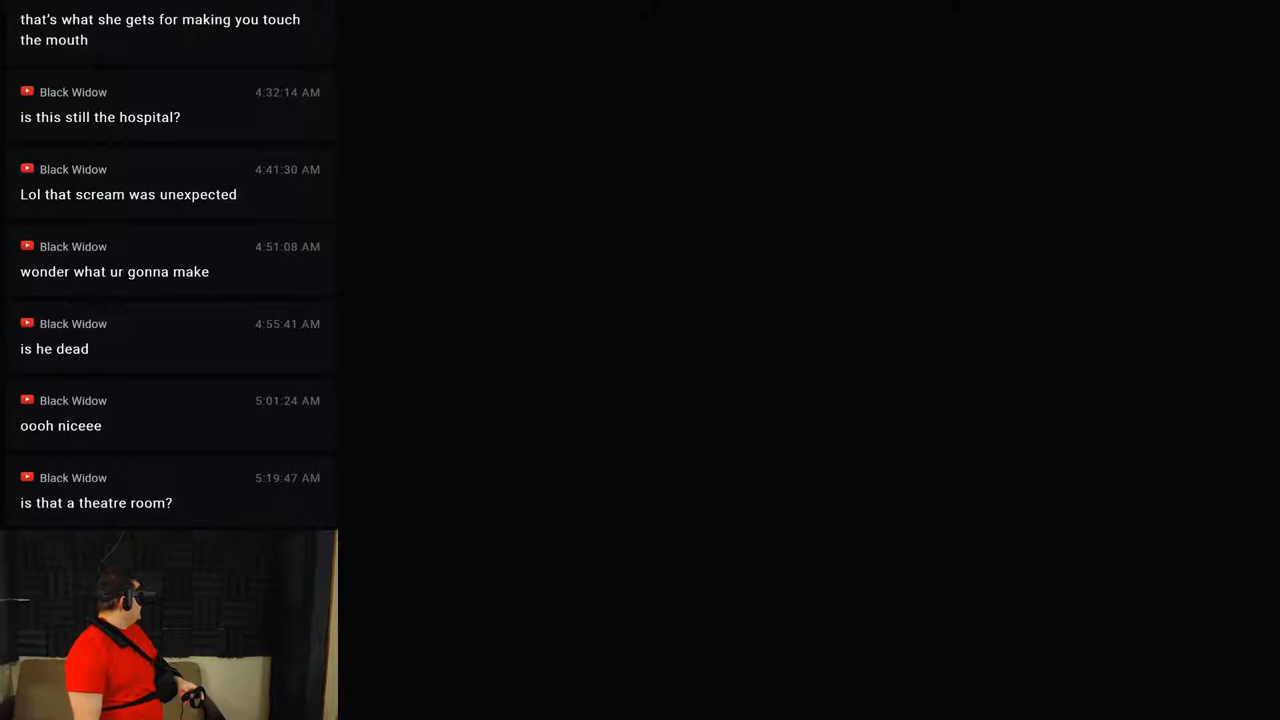 that’s what she gets for making you touch
the mouth
Black Widow 4:32:14 AM
is this still the hospital?
Black Widow 4:41:30 AM
Lol that scream was unexpected
Black Widow 4:51:08 AM
wonder what ur gonna make
Black Widow 4:55:41 AM
is he dead
Black Widow 5:01:24 AM
oooh niceee
Black Widow 5:19:47 AM
is that a theatre room?